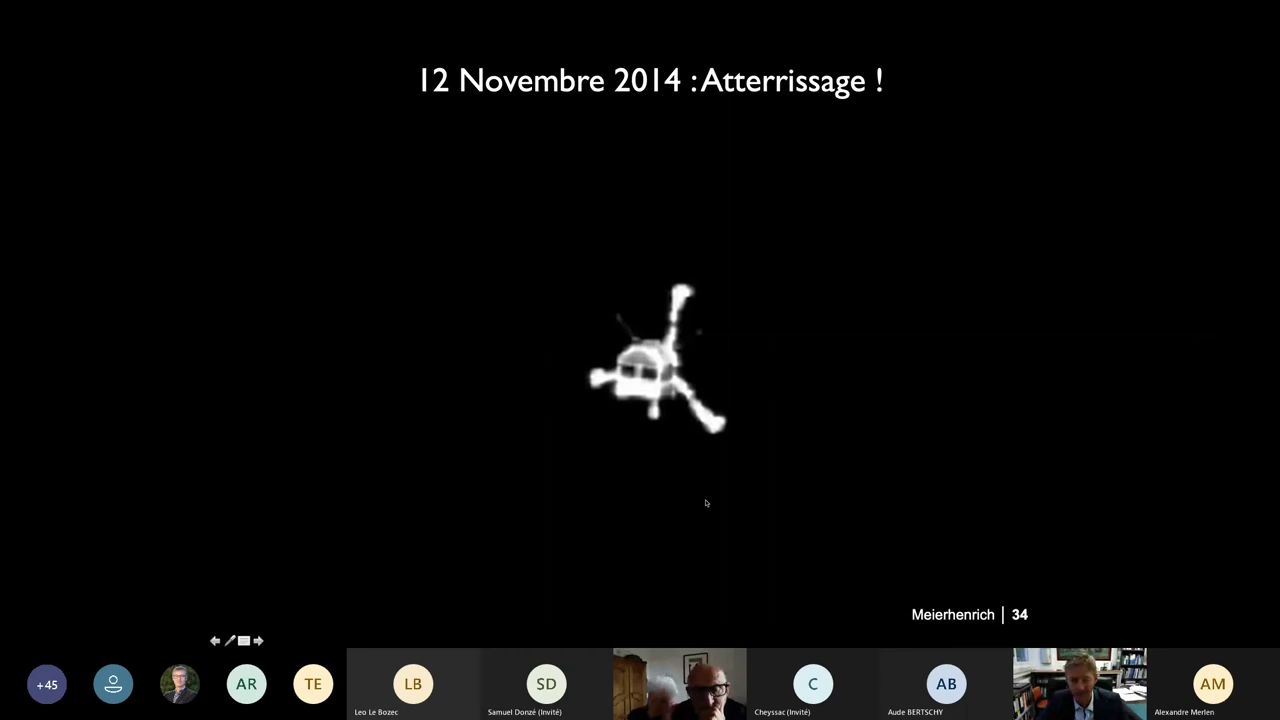 12 Novembre 2014 : Atterrissage !
Meierhenrich | 34
+45
AR
TE
LB
SD
C
AB
AM
Leo Le Bozec
Samuel Donzé (Invité)
Cheyssac (Invité)
Aude BERTSCHY
Alexandre Merlen